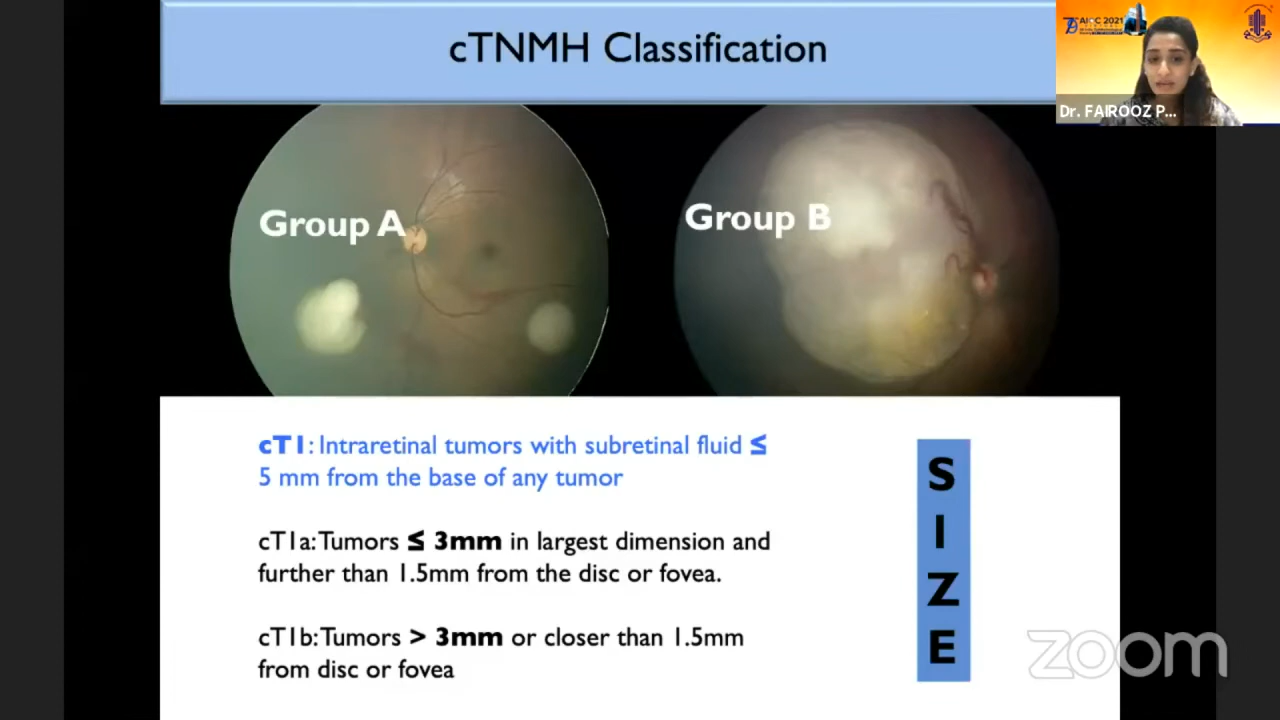 cTNMH Classification
AIOC 2021
Dr. FAIROOZ P...
Group A
Group B
cT1: Intraretinal tumors with subretinal fluid ≤
5 mm from the base of any tumor
cT1a: Tumors ≤ 3mm in largest dimension and
further than 1.5mm from the disc or fovea.
cT1b: Tumors > 3mm or closer than 1.5mm
from disc or fovea
S
I
Z
E
zoom